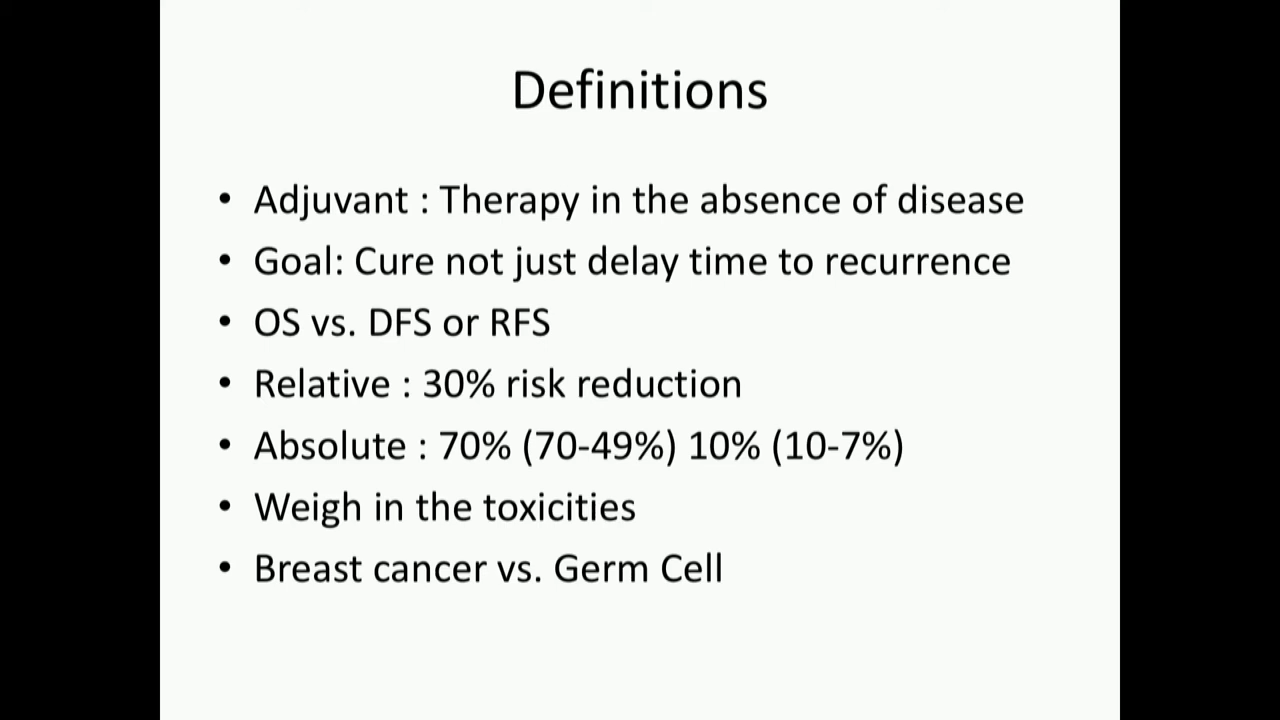 Definitions
• Adjuvant : Therapy in the absence of disease
• Goal: Cure not just delay time to recurrence
• OS vs. DFS or RFS
• Relative : 30% risk reduction
• Absolute : 70% (70-49%) 10% (10-7%)
• Weigh in the toxicities
• Breast cancer vs. Germ Cell